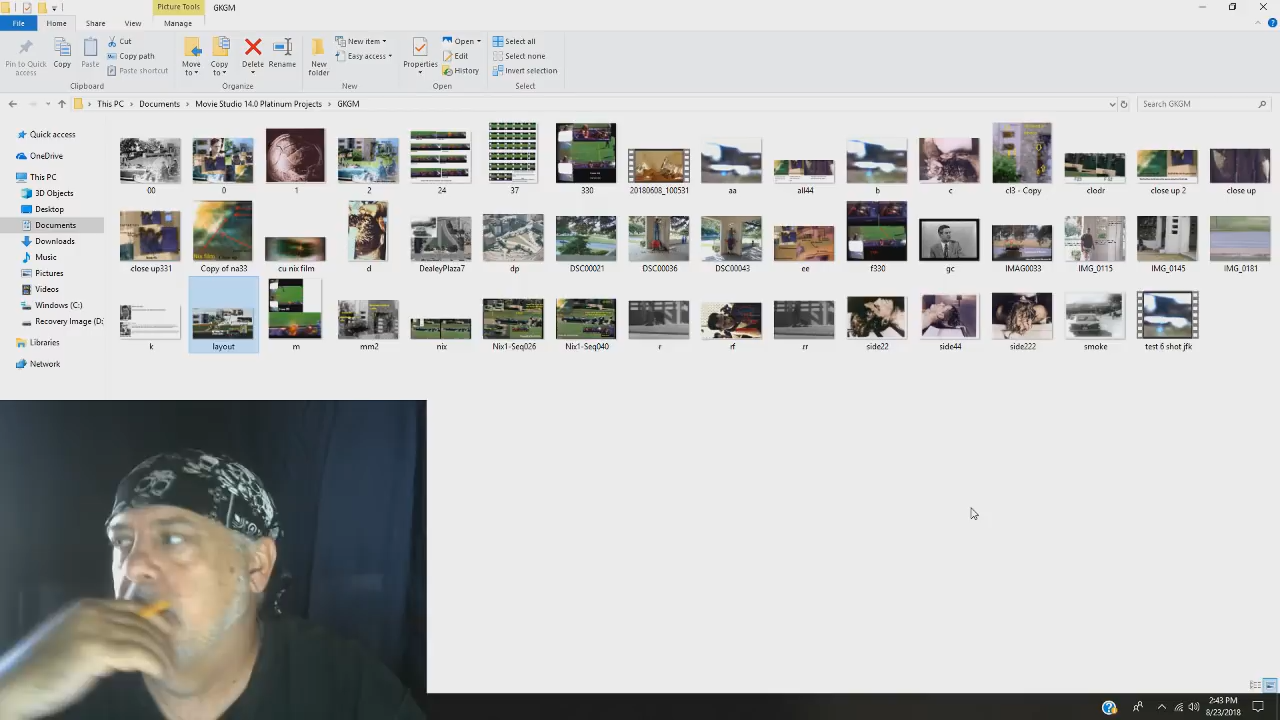 Picture Tools
GKGM
File
Home
Share
View
Manage
Pin to Quick access
Copy
Paste
Cut
Copy path
Paste shortcut
Clipboard
Move to
Copy to
Delete
Rename
Organize
New folder
New item
Easy access
New
Properties
Open
Edit
History
Open
Select all
Select none
Invert selection
Select
This PC
Documents
Movie Studio 14.0 Platinum Projects
GKGM
Search GKGM
Quick access
OneDrive
This PC
3D Objects
Desktop
Documents
Downloads
Music
Pictures
Videos
Windows (C:)
Recovery Image (D:
Libraries
Network
00
0
1
2
24
37
330
20180608_100531
aa
all44
b
c
cl3 - Copy
clodr
close up 2
close up
close up331
Copy of na33
cu nix film
d
DealeyPlaza7
dp
DSC00021
DSC00036
DSC00043
ee
f330
gc
IMAG0033
IMG_0115
IMG_0145
IMG_0181
k
layout
m
mm2
nix
Nix1-Seq026
Nix1-Seq040
r
rf
rr
side22
side44
side222
smoke
test 6 shot jfk
2:43 PM
8/23/2018